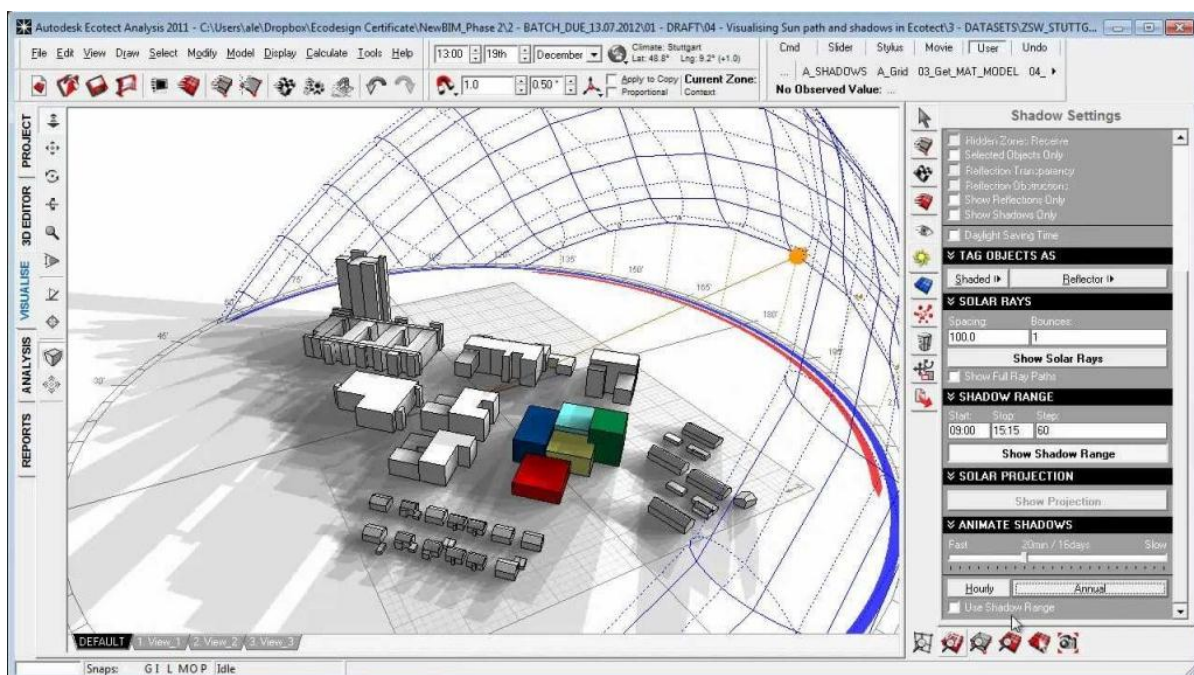 Autodesk Ecotect Analysis 2011 - C:\Users\ale\Dropbox\Ecodesign Certificate\NewBIM_Phase 2\2 - BATCH_DUE_13.07.2012\01 - DRAFT\04 - Visualising Sun path and shadows in Ecotect\3 - DATASETS\ZSW_STUTTG...
File Edit View Draw Select Modify Model Display Calculate Tools Help
13:00 19th December
Climate: Stuttgart
Lat: 48.8° Lng: 9.2° (+1.0)
Cmd Slider Stylus Movie User Undo
... A_SHADOWS A_Grid 03_Get_MAT_MODEL 04_
No Observed Value: ...
1.0 0.50°
Apply to Copy
Proportional
Current Zone:
Context
PROJECT
3D EDITOR
VISUALISE
ANALYSIS
REPORTS
30°
45°
75°
135°
150°
165°
180°
195°
Shadow Settings
Hidden Zones Receive
Selected Objects Only
Reflection Transparency
Reflection Obstructions
Show Reflections Only
Show Shadows Only
Daylight Saving Time
TAG OBJECTS AS
Shaded Reflector
SOLAR RAYS
Spacing: Bounces:
100.0 1
Show Solar Rays
Show Full Ray Paths
SHADOW RANGE
Start: Stop: Step:
09:00 15:15 60
Show Shadow Range
SOLAR PROJECTION
Show Projection
ANIMATE SHADOWS
Fast 20min / 16days Slow
Hourly Annual
Use Shadow Range
DEFAULT 1. View_1 2. View_2 3. View_3
Snaps: G I L M O P Idle